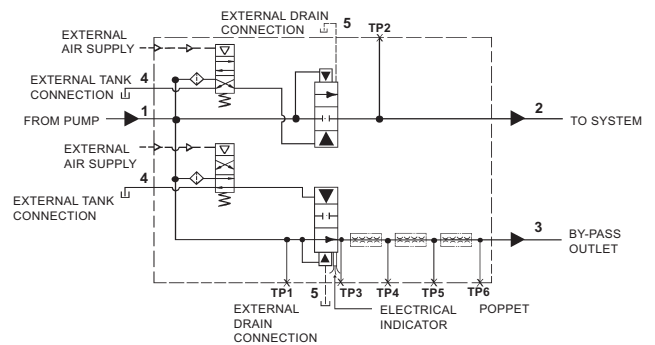 EXTERNAL DRAIN
CONNECTION
5
TP2
EXTERNAL
AIR SUPPLY
EXTERNAL TANK
CONNECTION
4
FROM PUMP
1
2
TO SYSTEM
EXTERNAL
AIR SUPPLY
4
EXTERNAL TANK
CONNECTION
3
BY-PASS
OUTLET
TP1
5
TP3
TP4
TP5
TP6
POPPET
EXTERNAL
DRAIN
CONNECTION
ELECTRICAL
INDICATOR